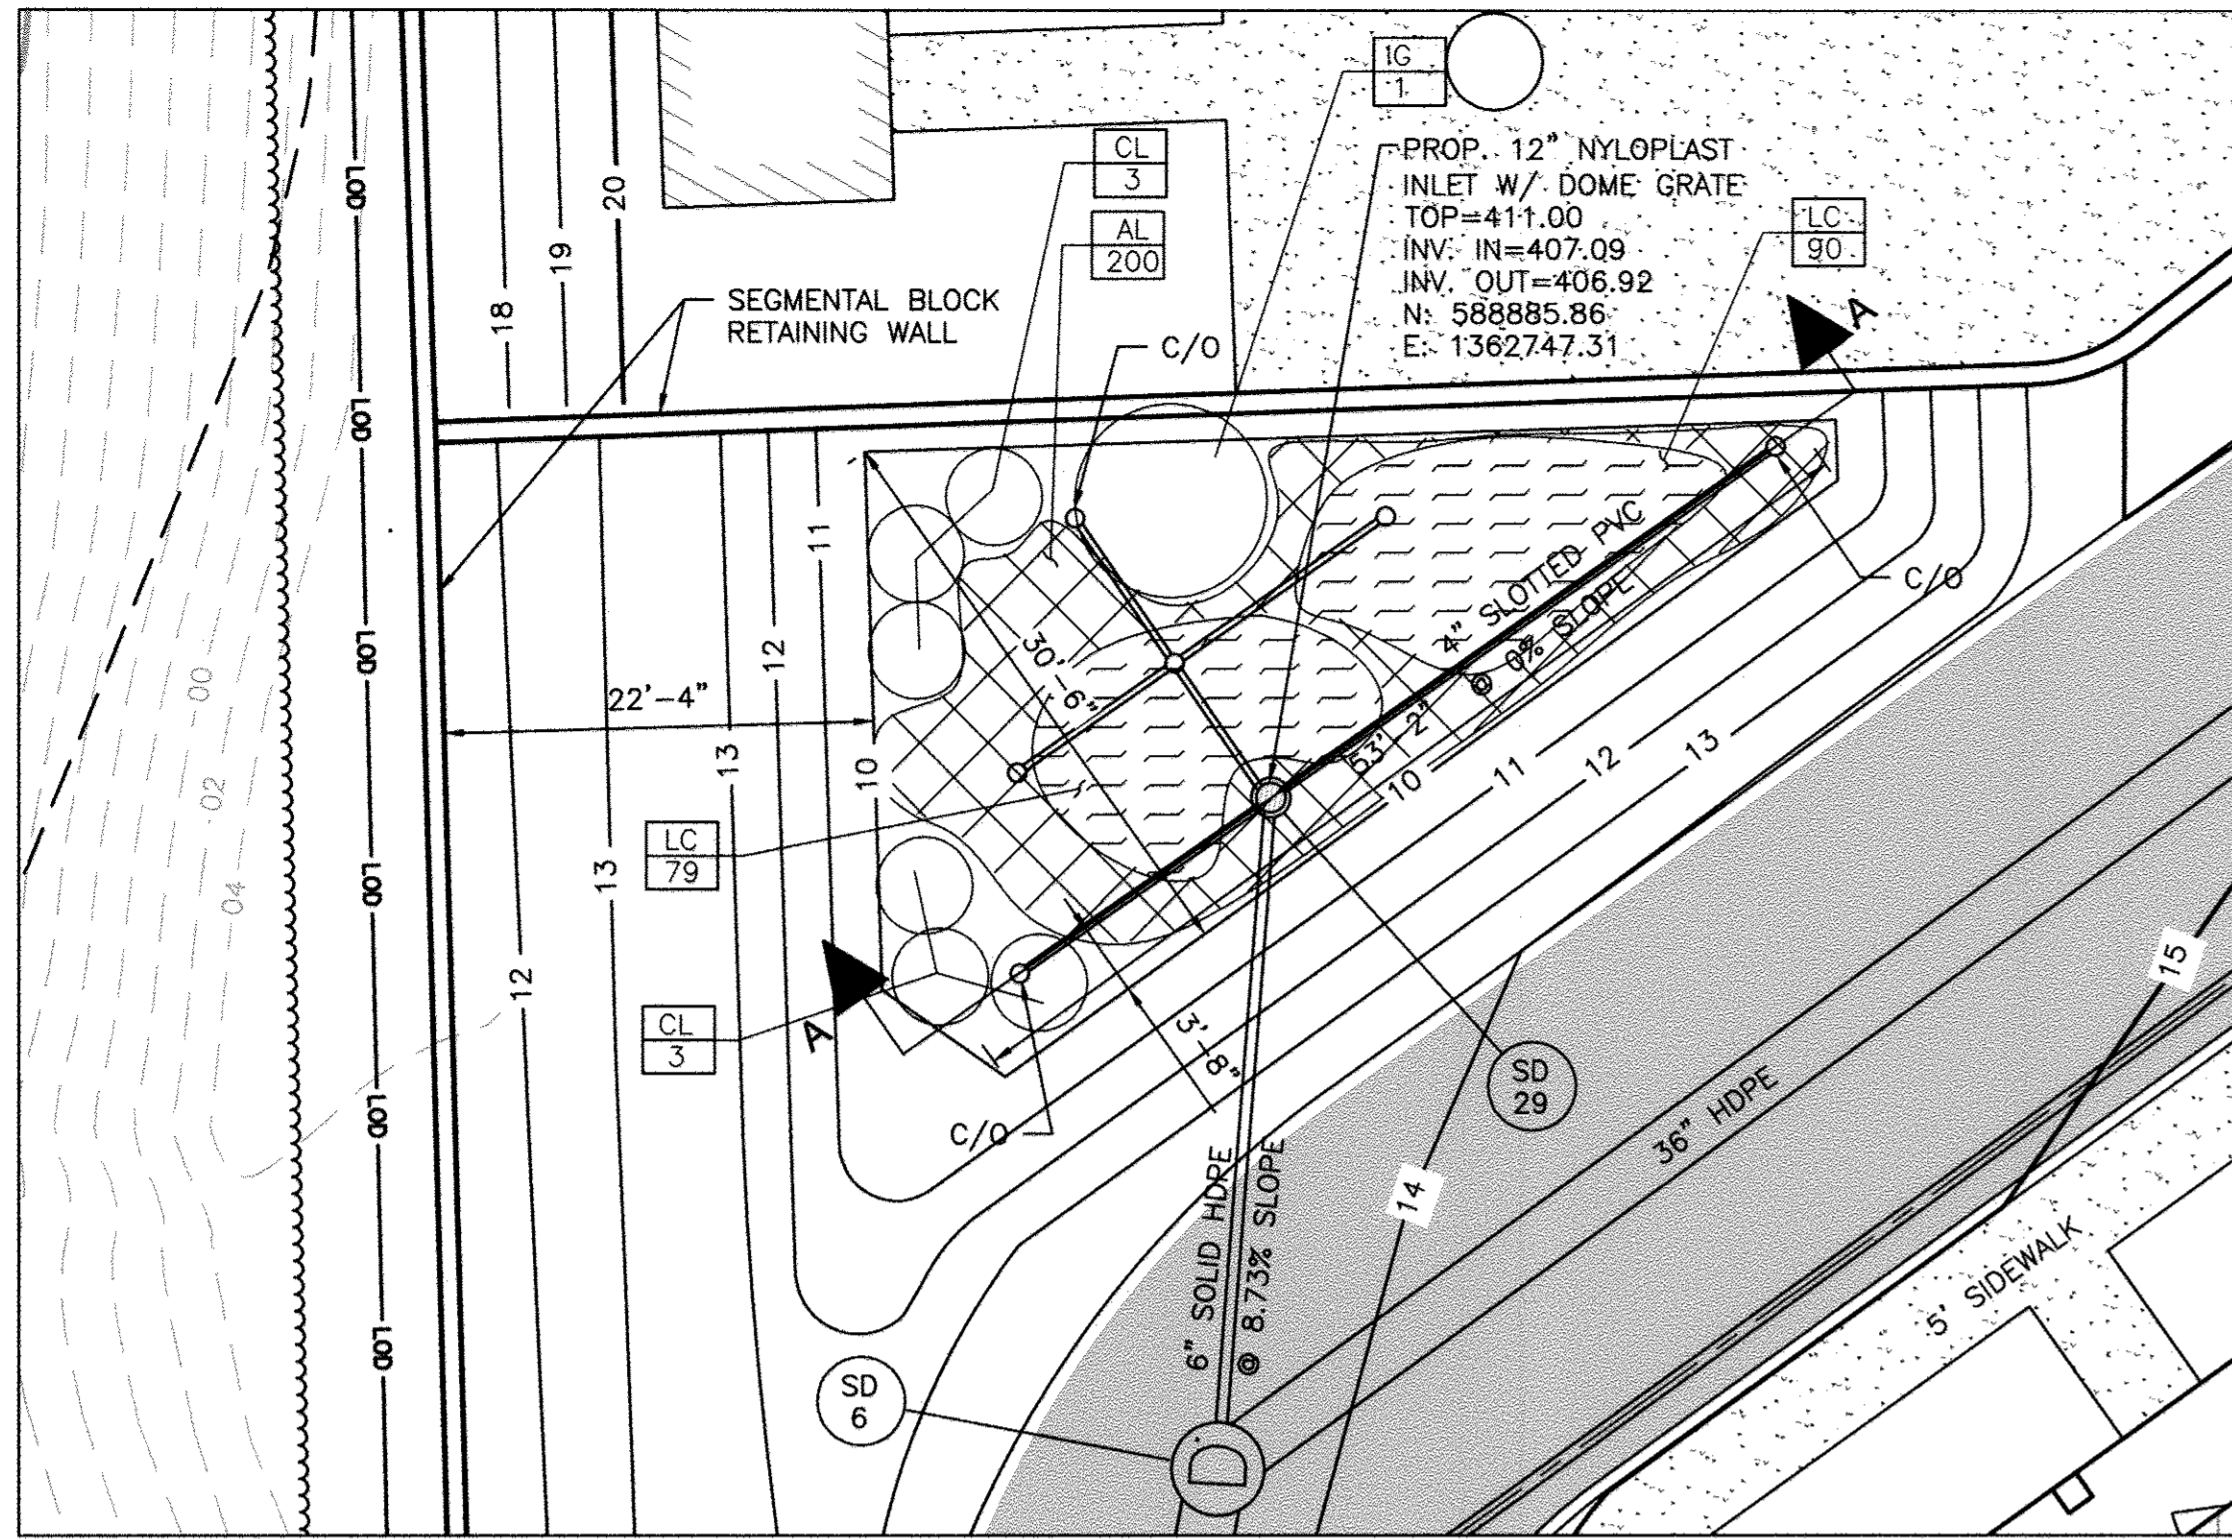 IG
1
CL
3
AL
200
PROP. 12" NYLOPLAST
INLET W/ DOME GRATE
TOP=411.00
INV. IN=407.09
INV. OUT=406.92
N: 588885.86
E: 1362747.31
LC
90
LOD
20
19
18
SEGMENTAL BLOCK
RETAINING WALL
C/O
A
LOD
11
12
13
4" SLOTTED PVC
@ 0% SLOPE
C/O
30'-6"
LOD
22'-4"
00
02
04
10
53'-2"
10
11
12
13
LC
79
13
LOD
12
CL
3
A
3'-8"
SD
29
15
C/O
LOD
6" SOLID HDPE
@ 8.73% SLOPE
14
36" HDPE
5' SIDEWALK
LOD
SD
6
D